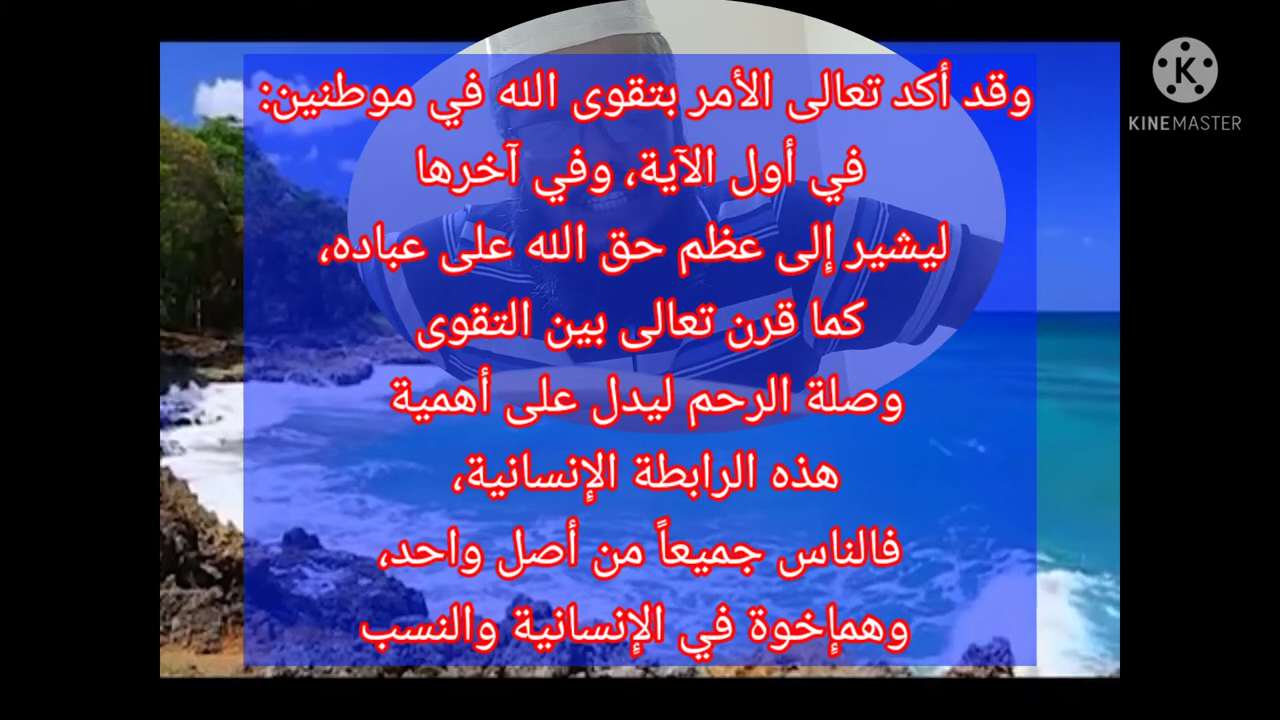 وقد أكد تعالى الأمر بتقوى الله في موطنين:
في أول الآية، وفي آخرها
ليشير إلى عظم حق الله على عباده،
كما قرن تعالى بين التقوى
وصلة الرحم ليدل على أهمية
هذه الرابطة الإنسانية،
فالناس جميعاً من أصل واحد،
وهمإخوة في الإنسانية والنسب
K
KINEMASTER